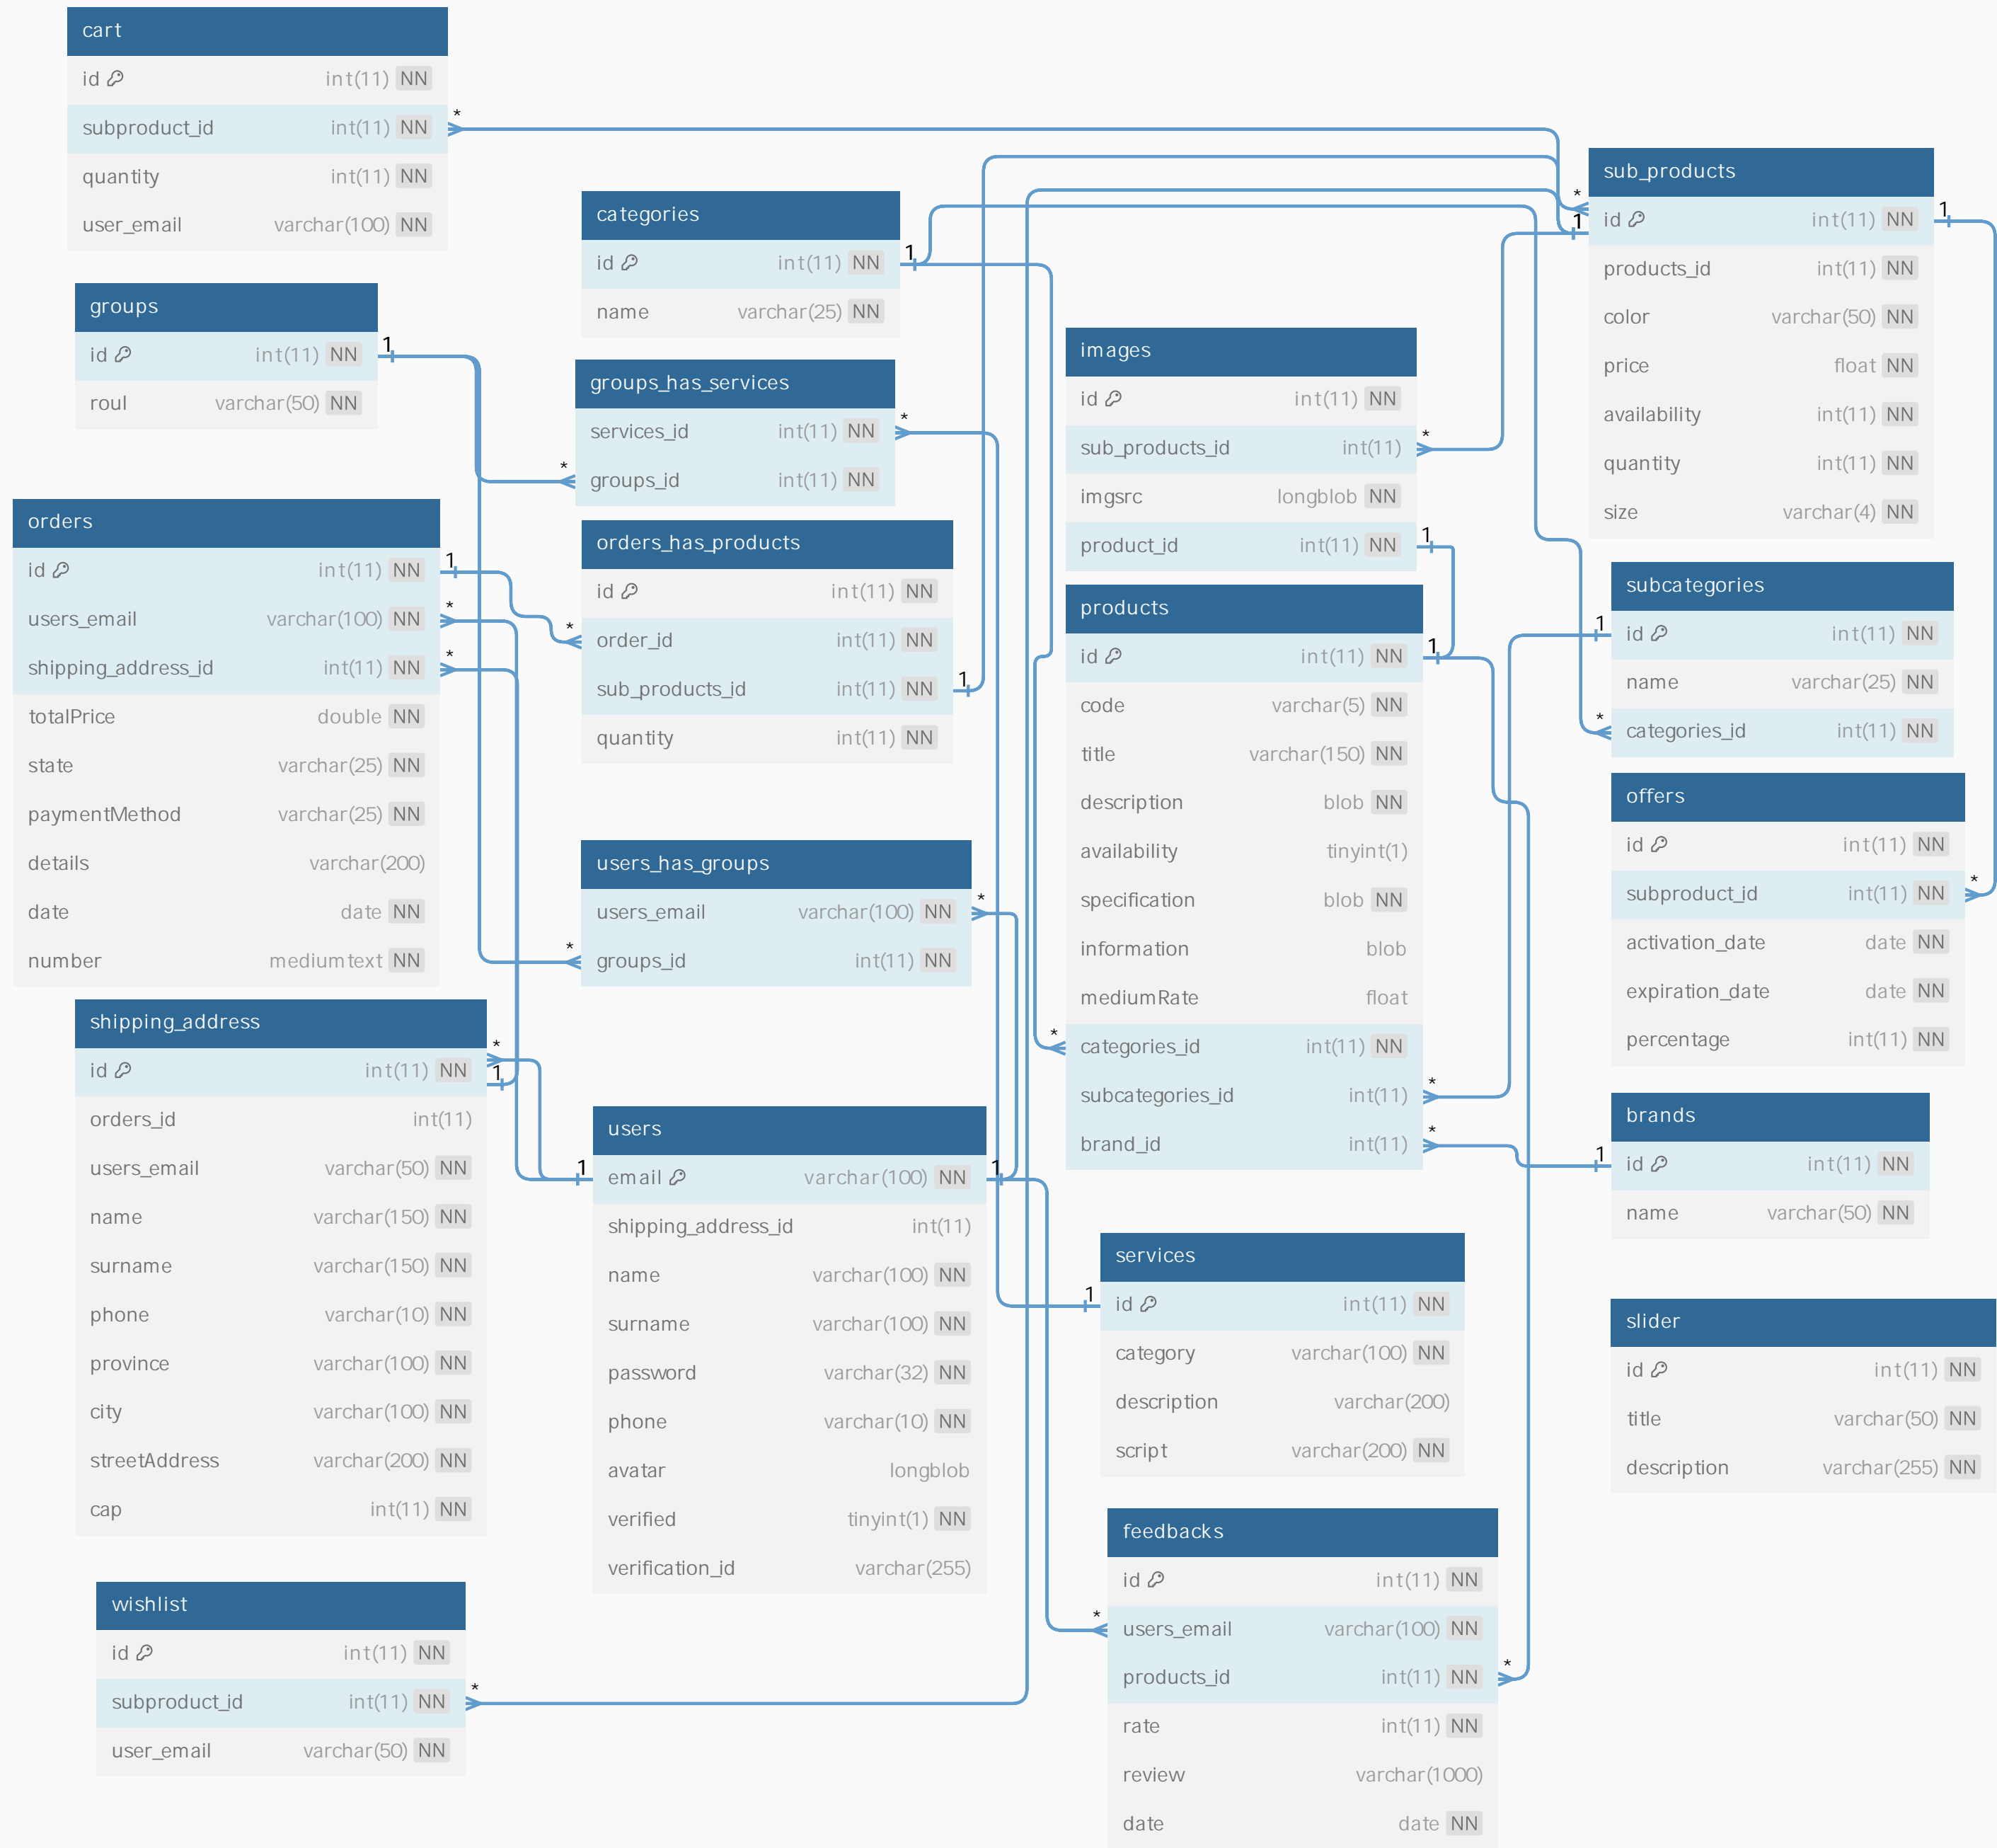 cart
id int(11) NN
subproduct_id int(11) NN *
quantity int(11) NN
user_email varchar(100) NN
groups
id int(11) NN 1
roul varchar(50) NN
orders
id int(11) NN 1
users_email varchar(100) NN *
shipping_address_id int(11) NN *
totalPrice double NN
state varchar(25) NN
paymentMethod varchar(25) NN
details varchar(200)
date date NN
number mediumtext NN
shipping_address
*
id int(11) NN 1
orders_id int(11)
users_email varchar(50) NN
name varchar(150) NN
surname varchar(150) NN
phone varchar(10) NN
province varchar(100) NN
city varchar(100) NN
streetAddress varchar(200) NN
cap int(11) NN
wishlist
id int(11) NN
subproduct_id int(11) NN *
user_email varchar(50) NN
categories
id int(11) NN 1
name varchar(25) NN
groups_has_services
services_id int(11) NN *
* groups_id int(11) NN
orders_has_products
id int(11) NN
* order_id int(11) NN
sub_products_id int(11) NN 1
quantity int(11) NN
users_has_groups
users_email varchar(100) NN *
* groups_id int(11) NN
users
1 email varchar(100) NN 1
shipping_address_id int(11)
name varchar(100) NN
surname varchar(100) NN
password varchar(32) NN
phone varchar(10) NN
avatar longblob
verified tinyint(1) NN
verification_id varchar(255)
images
id int(11) NN
sub_products_id int(11) *
imgsrc longblob NN
product_id int(11) NN 1
products
id int(11) NN 1
code varchar(5) NN
title varchar(150) NN
description blob NN
availability tinyint(1)
specification blob NN
information blob
mediumRate float
* categories_id int(11) NN
subcategories_id int(11) *
brand_id int(11) *
services
1 id int(11) NN
category varchar(100) NN
description varchar(200)
script varchar(200) NN
feedbacks
id int(11) NN
* users_email varchar(100) NN
products_id int(11) NN *
rate int(11) NN
review varchar(1000)
date date NN
sub_products
*
1 id int(11) NN 1
products_id int(11) NN
color varchar(50) NN
price float NN
availability int(11) NN
quantity int(11) NN
size varchar(4) NN
subcategories
1 id int(11) NN
name varchar(25) NN
* categories_id int(11) NN
offers
id int(11) NN
subproduct_id int(11) NN *
activation_date date NN
expiration_date date NN
percentage int(11) NN
brands
1 id int(11) NN
name varchar(50) NN
slider
id int(11) NN
title varchar(50) NN
description varchar(255) NN